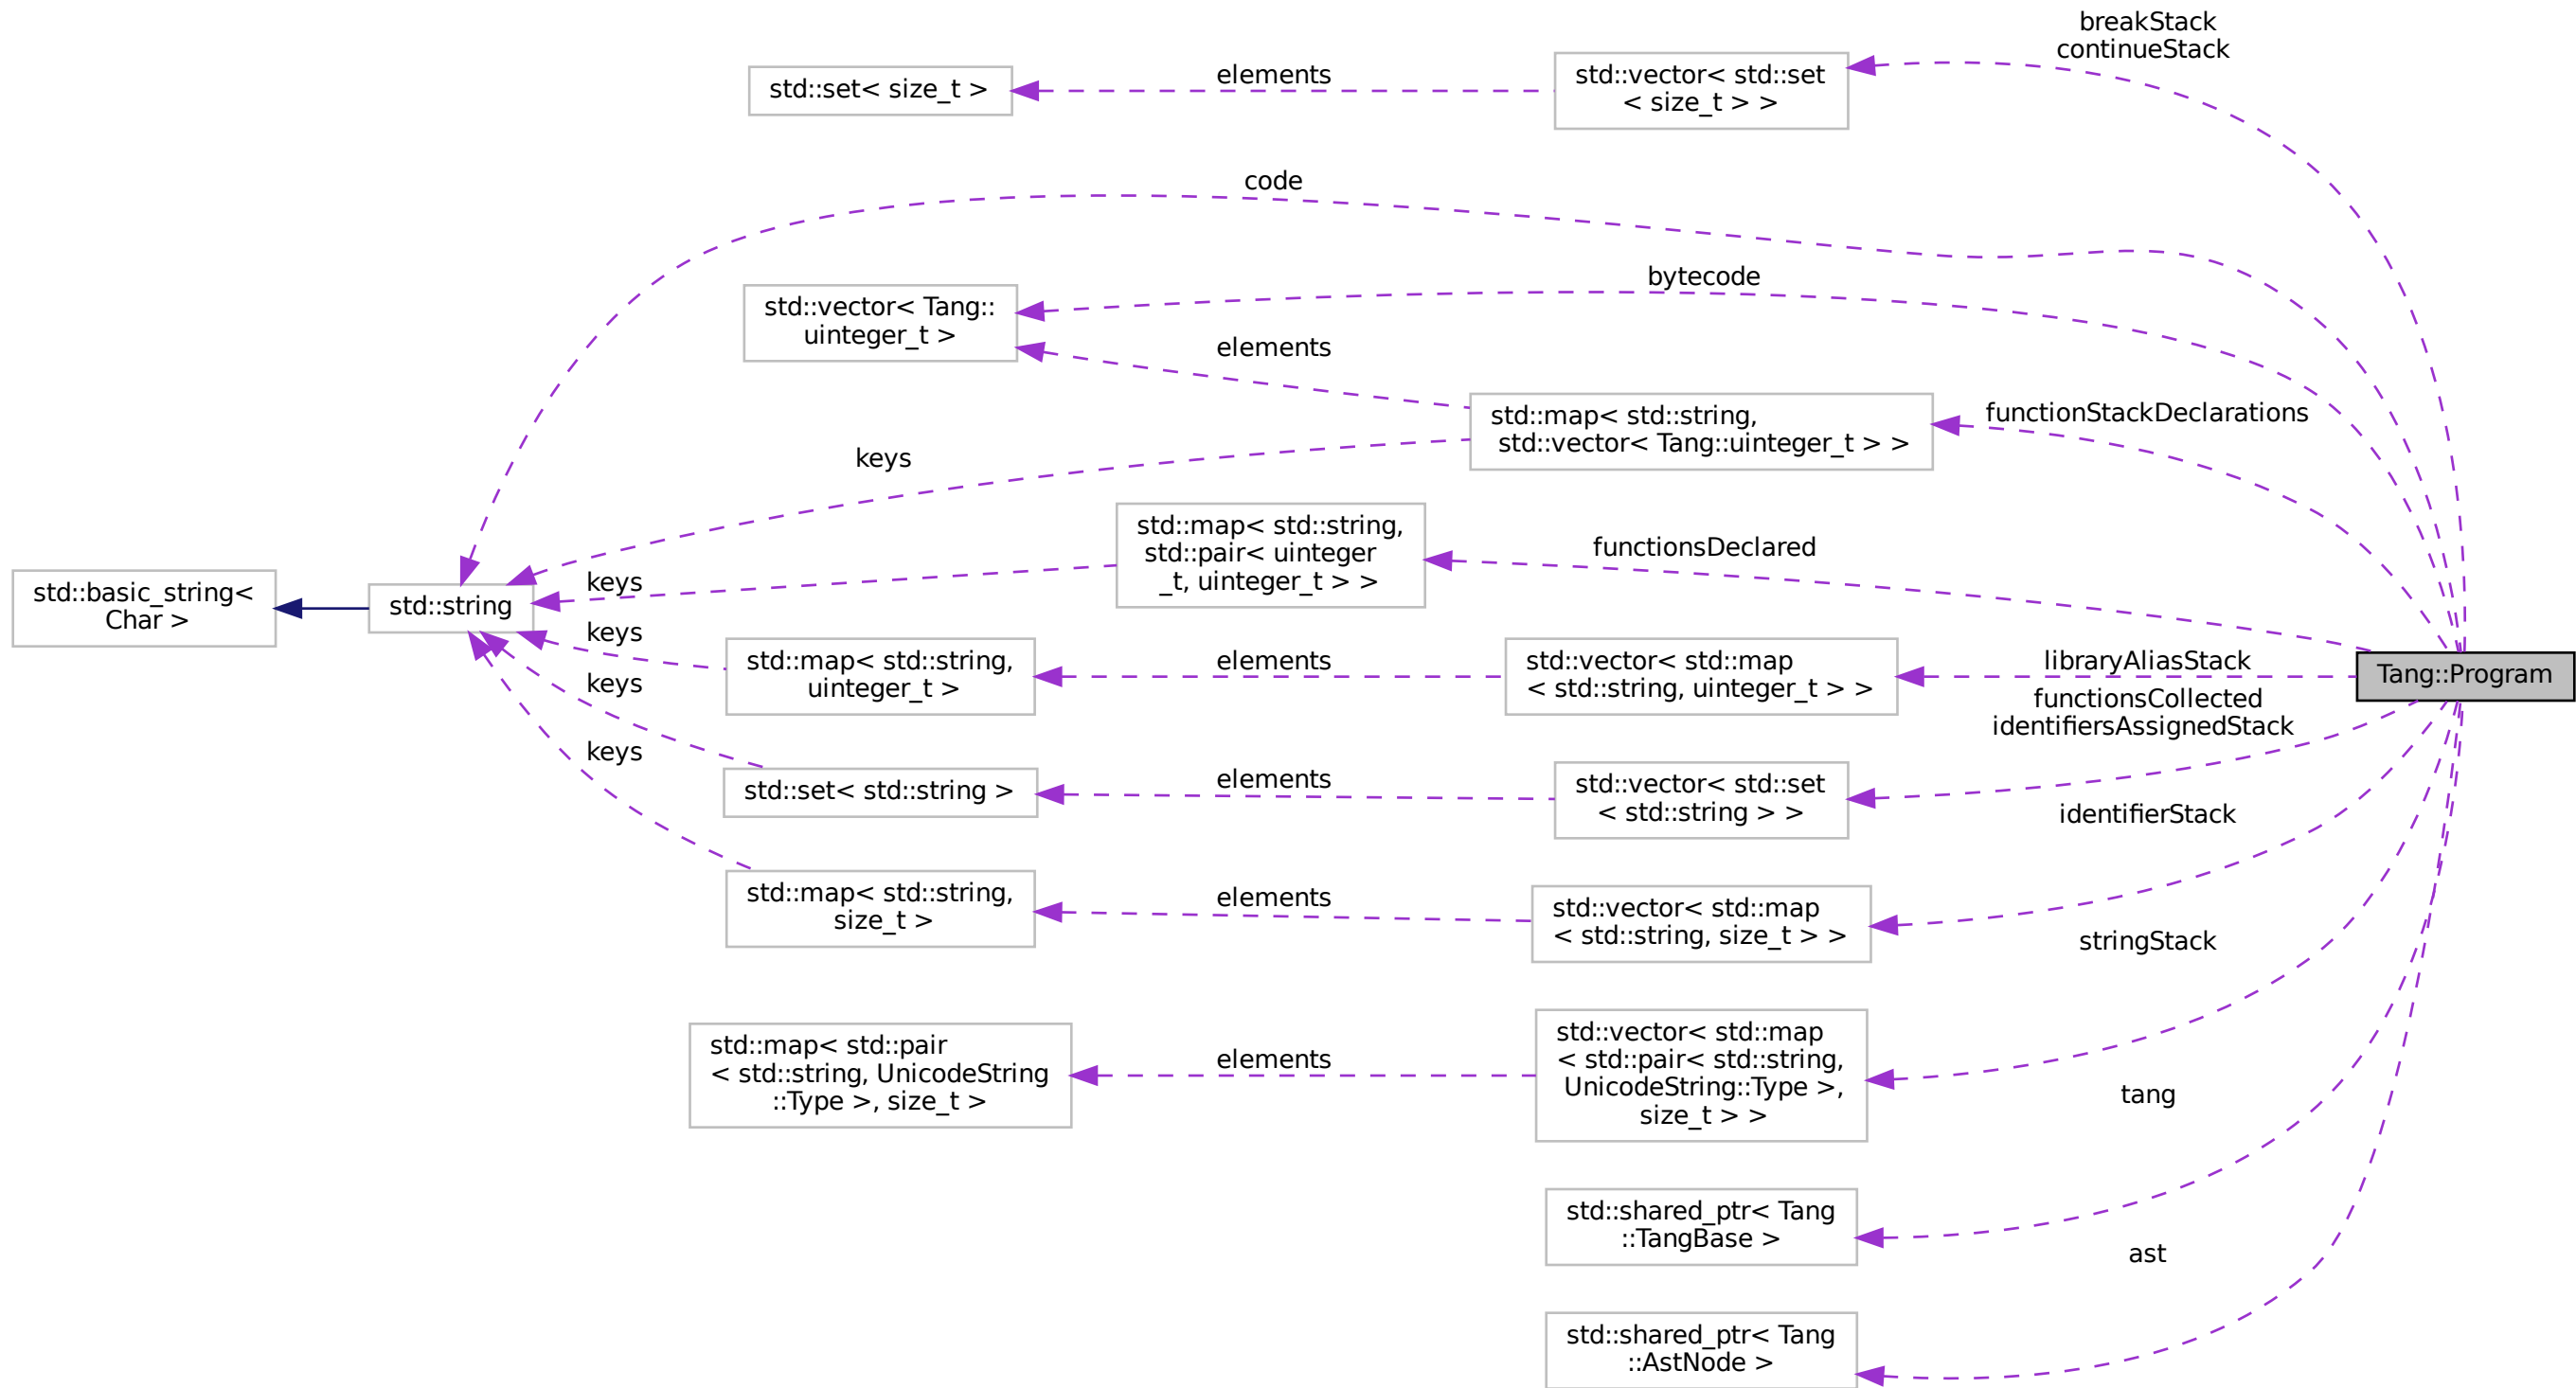 breakStack
continueStack
std::set< size_t >
elements
std::vector< std::set
< size_t > >
code
bytecode
std::vector< Tang::
uinteger_t >
elements
std::map< std::string,
std::vector< Tang::uinteger_t > >
functionStackDeclarations
keys
std::map< std::string,
std::pair< uinteger
_t, uinteger_t > >
functionsDeclared
std::basic_string<
Char >
std::string
keys
keys
keys
keys
std::map< std::string,
uinteger_t >
elements
std::vector< std::map
< std::string, uinteger_t > >
libraryAliasStack
Tang::Program
functionsCollected
identifiersAssignedStack
std::set< std::string >
elements
std::vector< std::set
< std::string > >
identifierStack
std::map< std::string,
size_t >
elements
std::vector< std::map
< std::string, size_t > >
stringStack
std::map< std::pair
< std::string, UnicodeString
::Type >, size_t >
elements
std::vector< std::map
< std::pair< std::string,
UnicodeString::Type >,
size_t > >
tang
std::shared_ptr< Tang
::TangBase >
ast
std::shared_ptr< Tang
::AstNode >